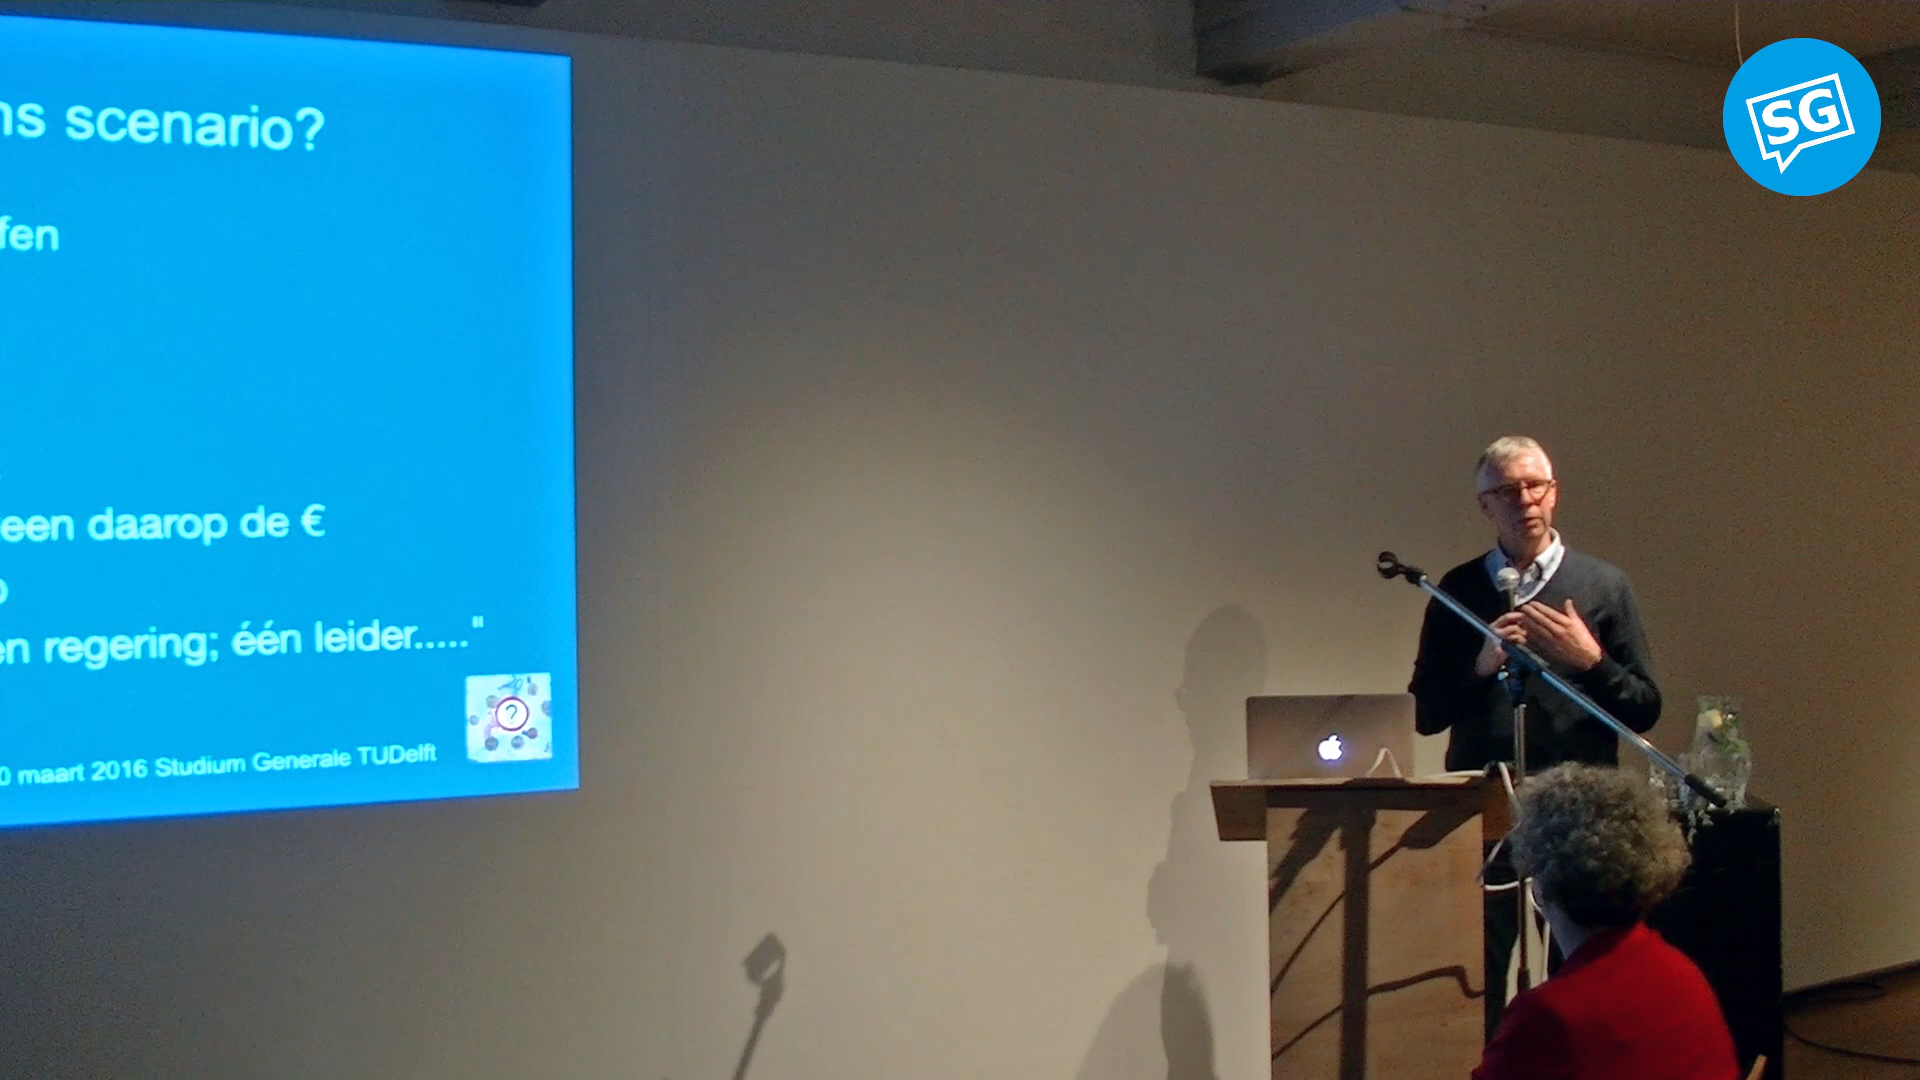 ns scenario?
fen
een daarop de €
en regering; één leider....."
0 maart 2016 Studium Generale TUDelft
?
SG